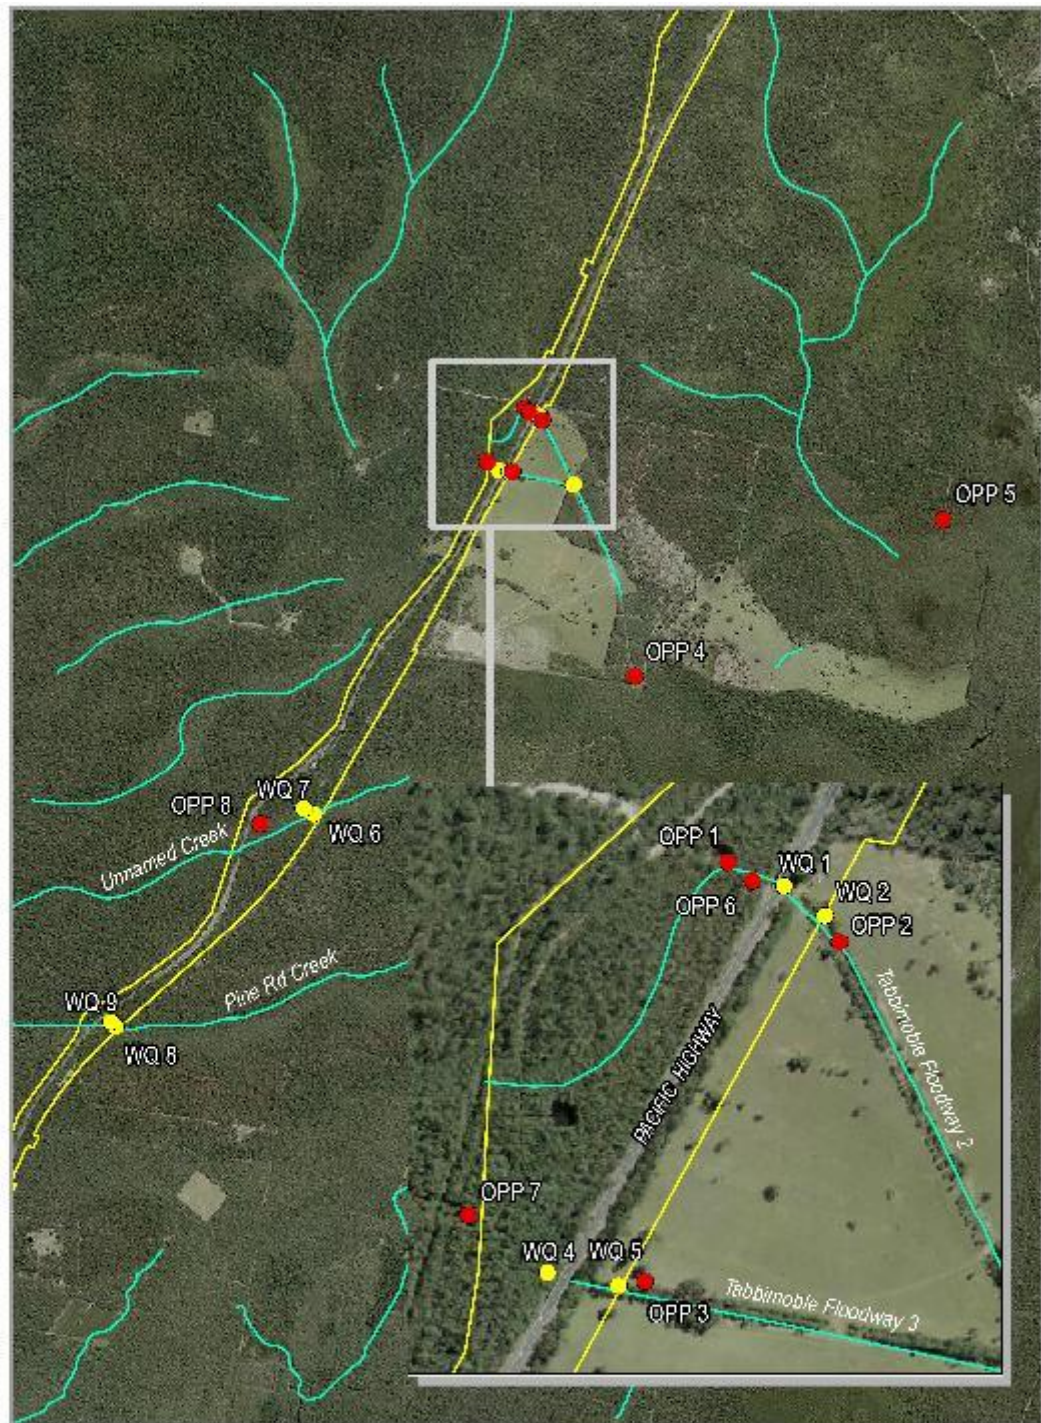 OPP 5
OPP 4
WQ 7
OPP 8
WQ 6
Unnamed Creek
OPP 1
WQ 1
OPP 6
WQ 2
OPP 2
Pine Rd Creek
Tabbimoble Floodway 2
WQ 9
WQ 8
PACIFIC HIGHWAY
OPP 7
WQ 4
WQ 5
OPP 3
Tabbimoble Floodway 3